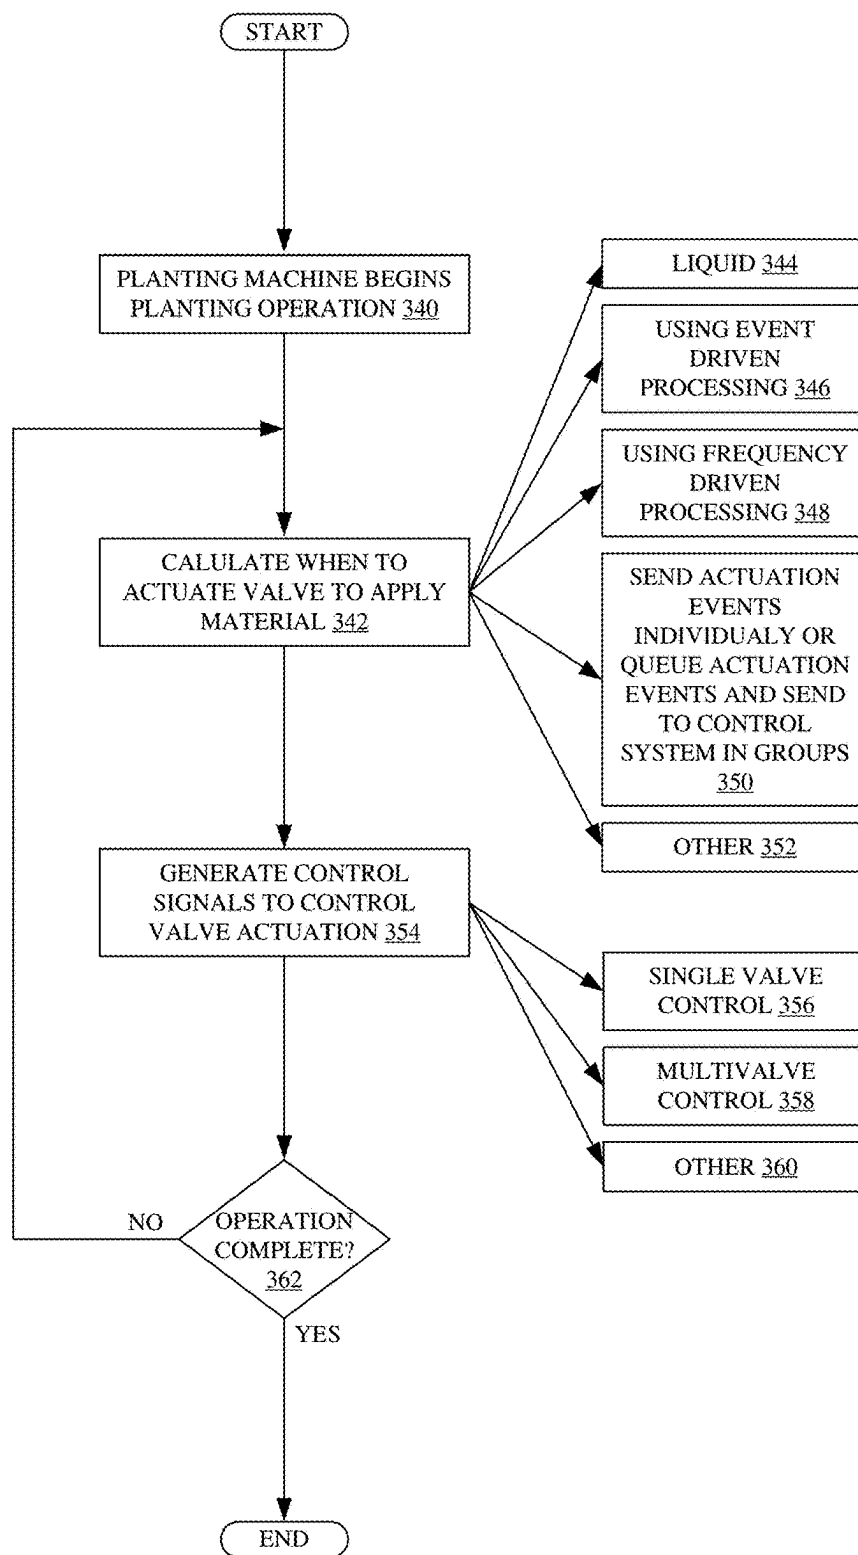 START
PLANTING MACHINE BEGINS
PLANTING OPERATION 340
LIQUID 344
USING EVENT
DRIVEN
PROCESSING 346
USING FREQUENCY
DRIVEN
PROCESSING 348
CALULATE WHEN TO
ACTUATE VALVE TO APPLY
MATERIAL 342
SEND ACTUATION
EVENTS
INDIVIDUALY OR
QUEUE ACTUATION
EVENTS AND SEND
TO CONTROL
SYSTEM IN GROUPS
350
OTHER 352
GENERATE CONTROL
SIGNALS TO CONTROL
VALVE ACTUATION 354
SINGLE VALVE
CONTROL 356
MULTIVALVE
CONTROL 358
OTHER 360
OPERATION
COMPLETE?
362
NO
YES
END